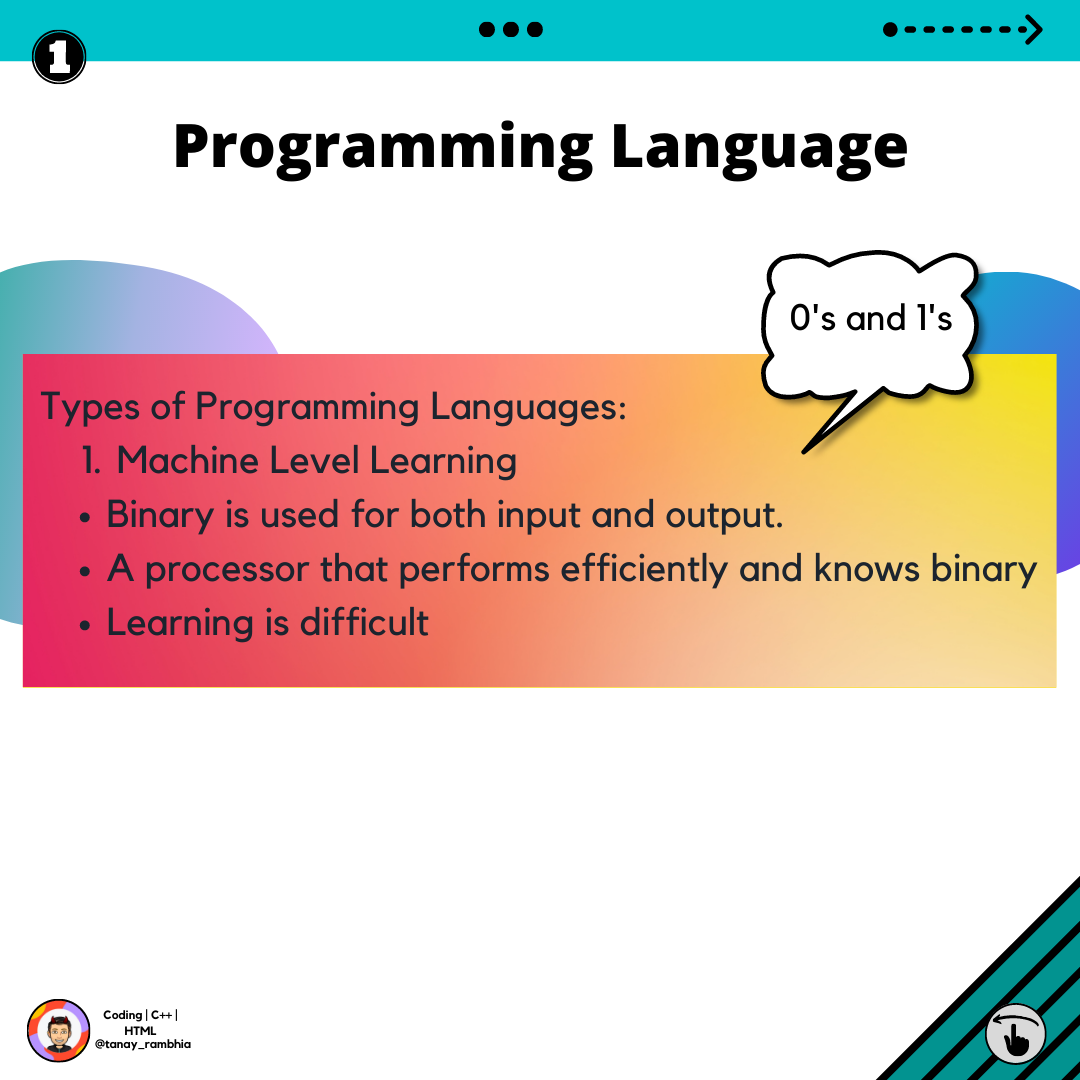 1
Programming Language
0's and 1's
Types of Programming Languages:
1. Machine Level Learning
• Binary is used for both input and output.
• A processor that performs efficiently and knows binary
• Learning is difficult
Coding | C++ |
HTML
@tanay_rambhia